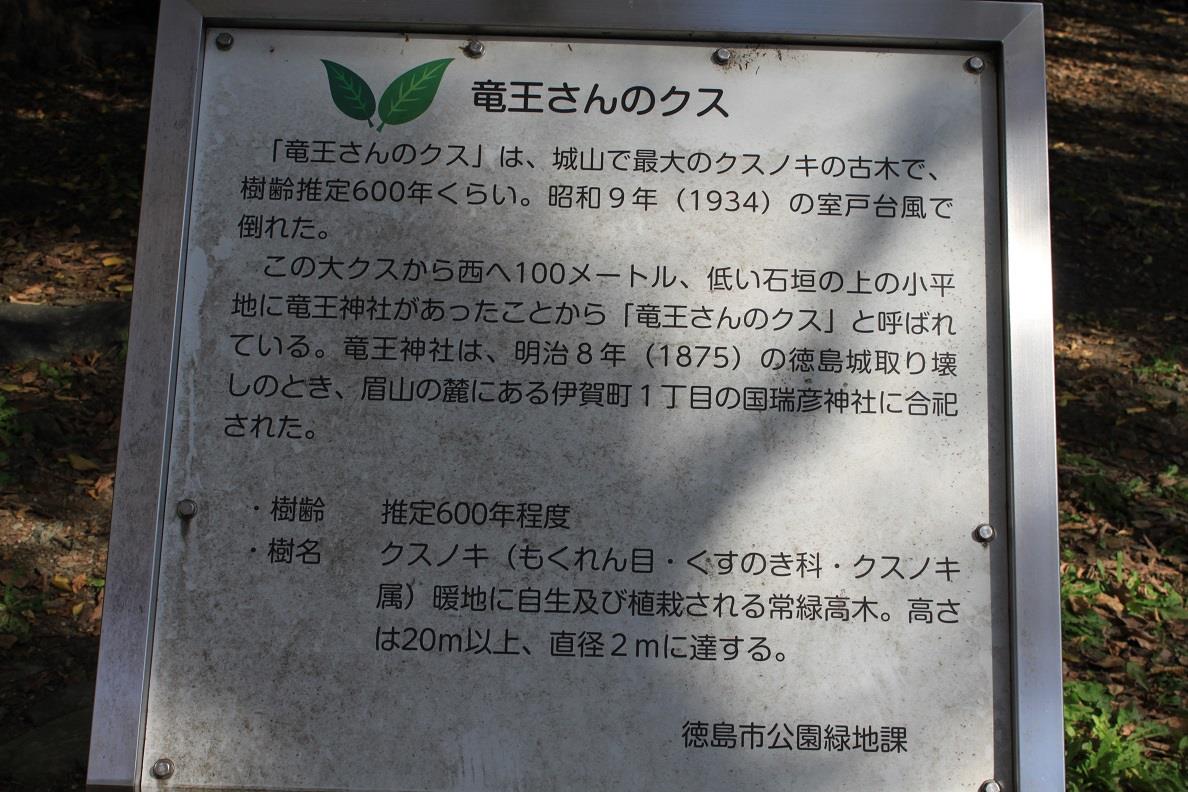 竜王さんのクス
「竜王さんのクス」は、城山で最大のクスノキの古木で、
樹齢推定600年くらい。昭和９年（1934）の室戸台風で
倒れた。
この大クスから西へ100メートル、低い石垣の上の小平
地に竜王神社があったことから「竜王さんのクス」と呼ばれ
ている。竜王神社は、明治８年（1875）の徳島城取り壊
しのとき、眉山の麓にある伊賀町１丁目の国瑞彦神社に合祀
された。
・樹齢　推定600年程度
・樹名　クスノキ（もくれん目・くすのき科・クスノキ
属）暖地に自生及び植栽される常緑高木。高さ
は20ｍ以上、直径２ｍに達する。
徳島市公園緑地課